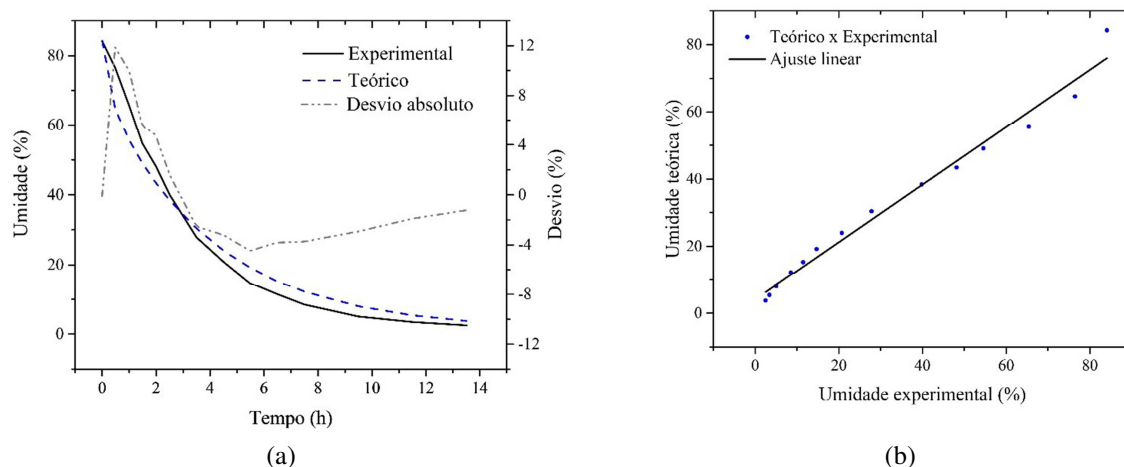 Experimental
Teórico
Desvio absoluto
Umidade (%)
80
60
40
20
0
12
8
4
0
-4
-8
-12
Desvio (%)
0 2 4 6 8 10 12 14
Tempo (h)
(a)
Teórico x Experimental
Ajuste linear
Umidade teórica (%)
80
60
40
20
0
0 20 40 60 80
Umidade experimental (%)
(b)